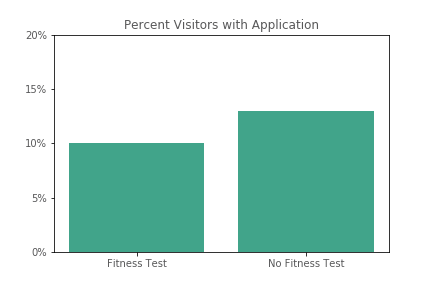 Percent Visitors with Application
20%
15%
10%
5%
0%
Fitness Test No Fitness Test